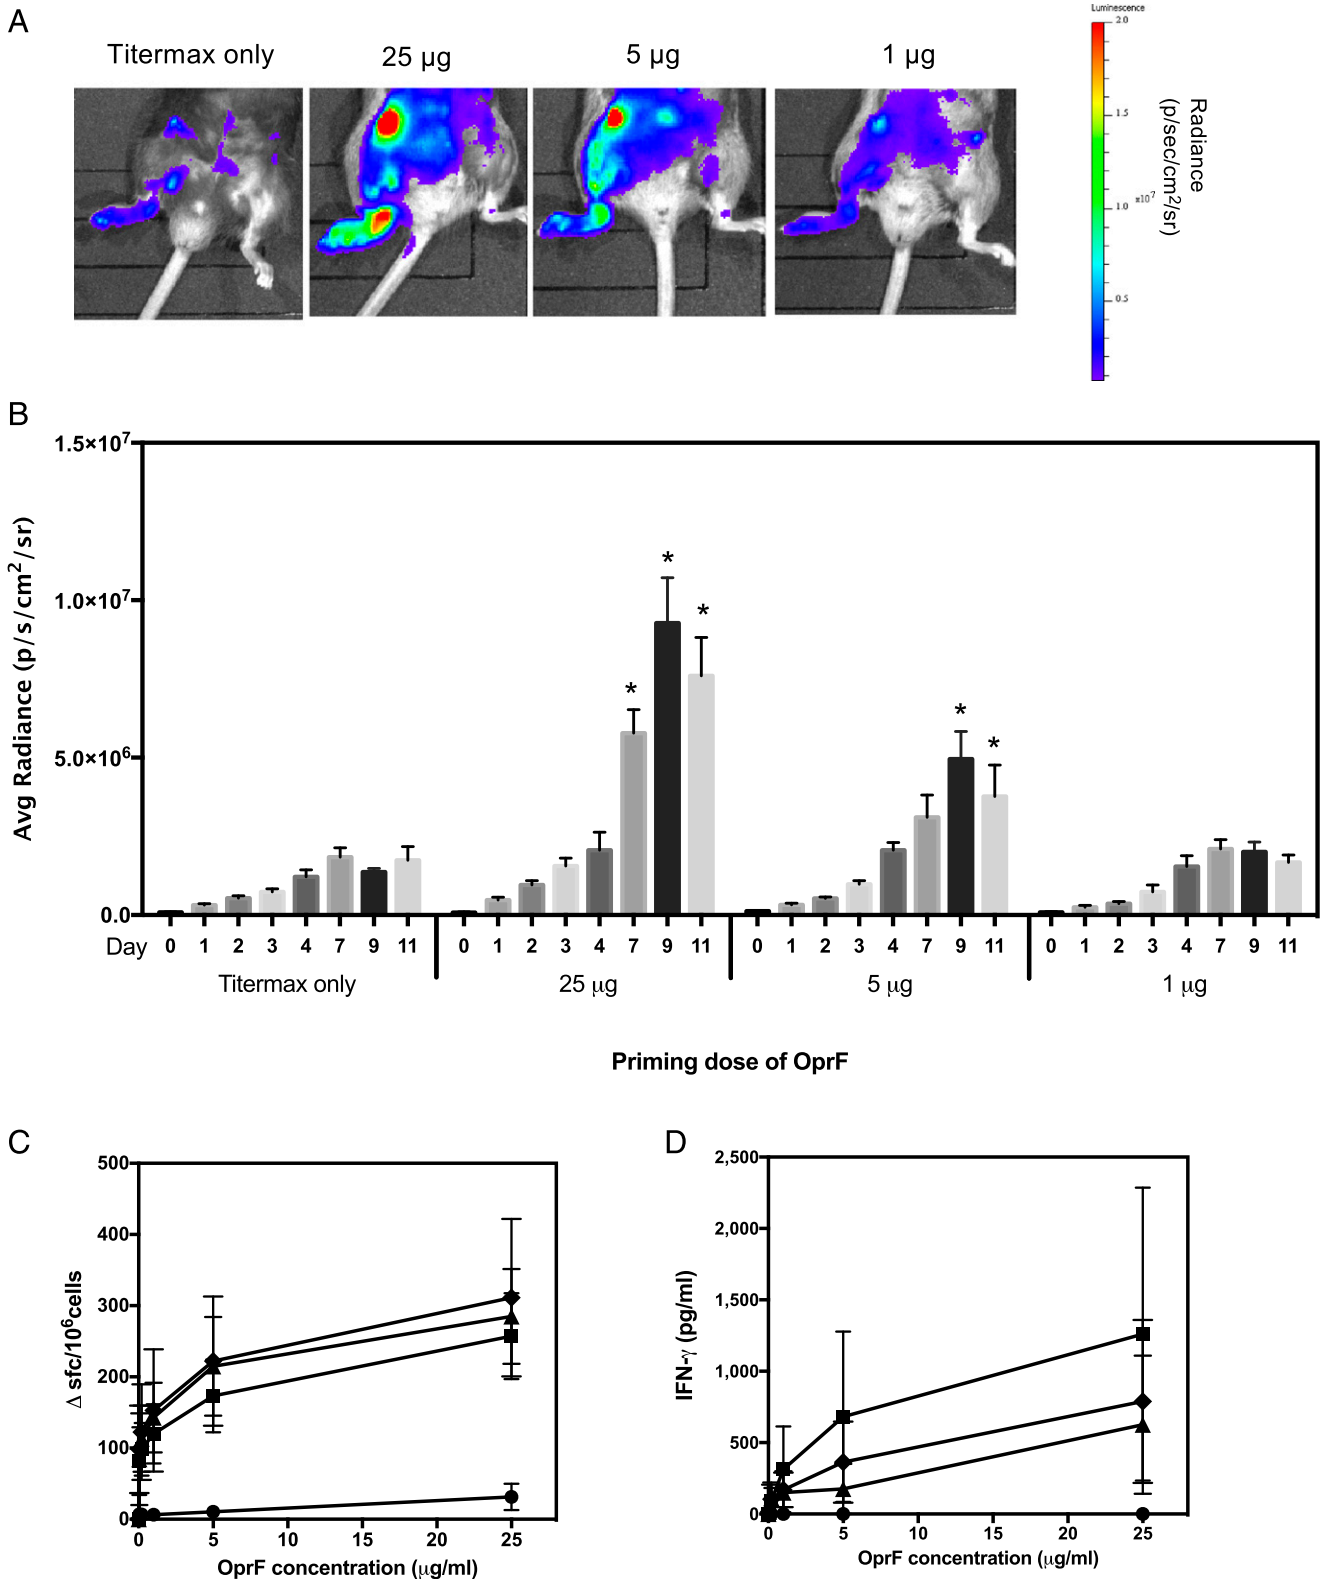 A
Titermax only 25 µg 5 µg 1 µg
Luminescence
2.0
1.5
1.0 x10⁷
0.5
Radiance
(p/sec/cm²/sr)
B
Avg Radiance (p/s/cm²/sr)
1.5×10⁷
1.0×10⁷
5.0×10⁶
0.0
* * * * *
Day 0 1 2 3 4 7 9 11 0 1 2 3 4 7 9 11 0 1 2 3 4 7 9 11 0 1 2 3 4 7 9 11
Titermax only 25 µg 5 µg 1 µg
Priming dose of OprF
C
Δ sfc/10⁶cells
500
400
300
200
100
0
0 5 10 15 20 25
OprF concentration (µg/ml)
D
IFN-γ (pg/ml)
2,500
2,000
1,500
1,000
500
0
0 5 10 15 20 25
OprF concentration (µg/ml)